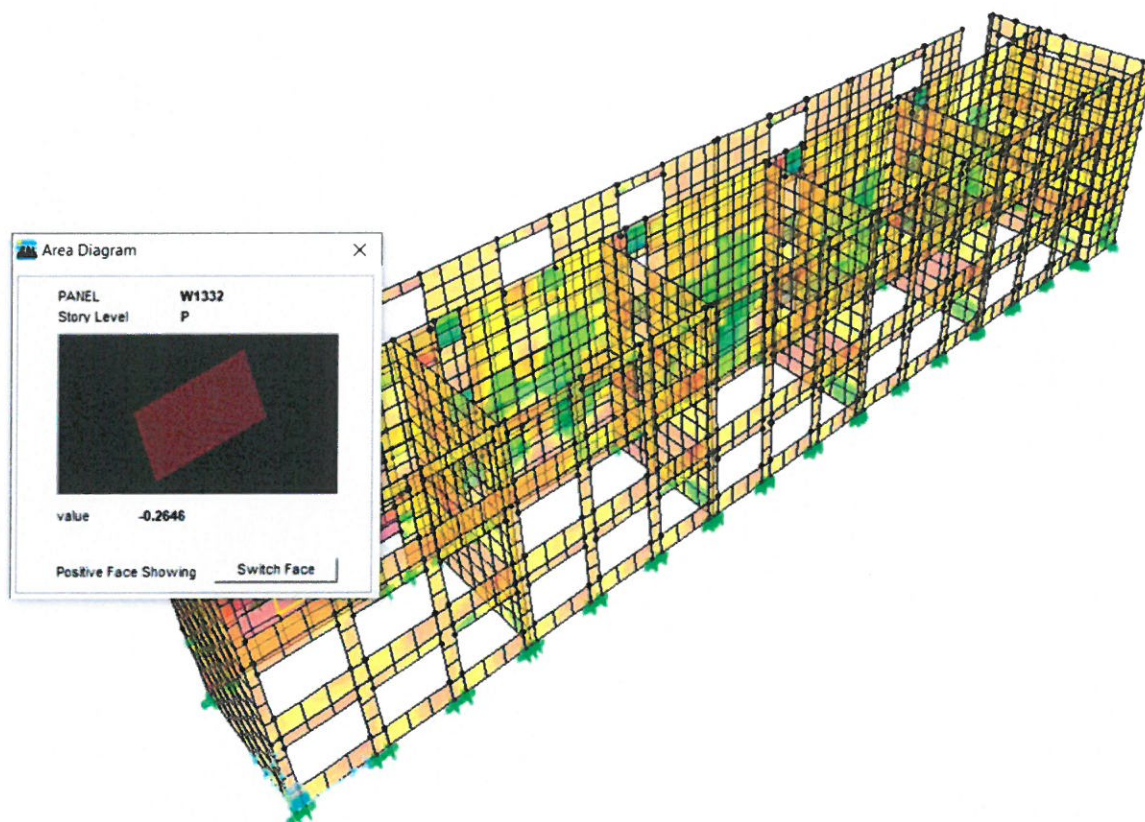 Area Diagram
PANEL W1332
Story Level P
value -0.2646
Positive Face Showing Switch Face